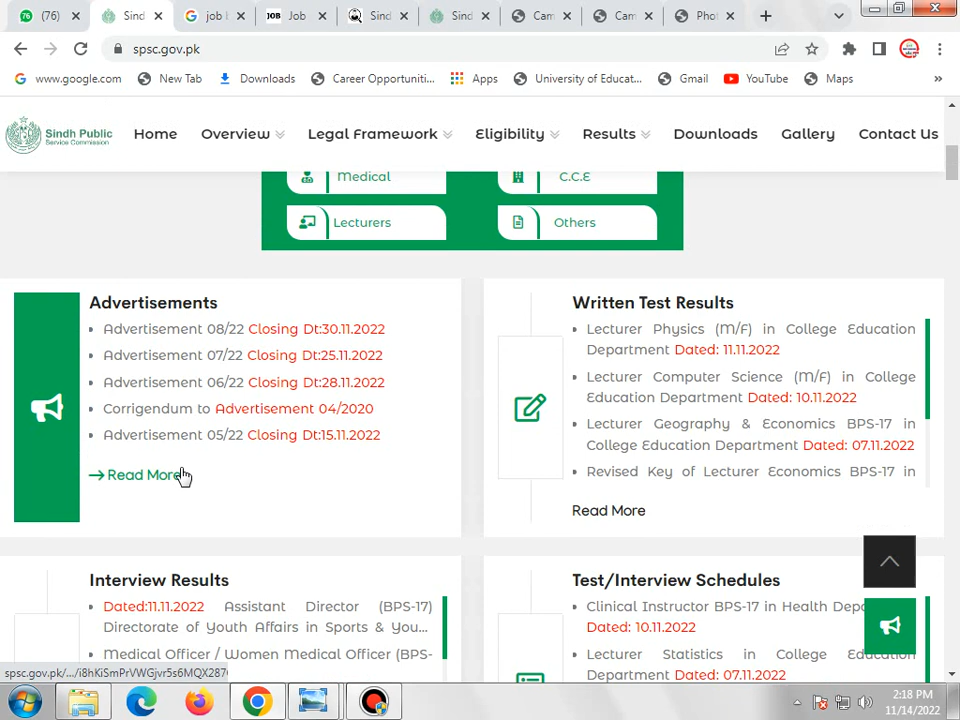 76
(76)
Sind
job
Job
Sind
Sind
Cam
Cam
Phot
spsc.gov.pk
www.google.com
New Tab
Downloads
Career Opportuniti...
Apps
University of Educat...
Gmail
YouTube
Maps
»
Sindh Public
Service Commission
Home
Overview
Legal Framework
Eligibility
Results
Downloads
Gallery
Contact Us
Medical
C.C.E
Lecturers
Others
Advertisements
Advertisement 08/22 Closing Dt:30.11.2022
Advertisement 07/22 Closing Dt:25.11.2022
Advertisement 06/22 Closing Dt:28.11.2022
Corrigendum to Advertisement 04/2020
Advertisement 05/22 Closing Dt:15.11.2022
Read More
Written Test Results
Lecturer Physics (M/F) in College Education
Department Dated: 11.11.2022
Lecturer Computer Science (M/F) in College
Education Department Dated: 10.11.2022
Lecturer Geography & Economics BPS-17 in
College Education Department Dated: 07.11.2022
Revised Key of Lecturer Economics BPS-17 in
Read More
Interview Results
Dated:11.11.2022 Assistant Director (BPS-17)
Directorate of Youth Affairs in Sports & You...
Medical Officer / Women Medical Officer (BPS-
Test/Interview Schedules
Clinical Instructor BPS-17 in Health Depa
Dated: 10.11.2022
Lecturer Statistics in College Education
Department Dated: 07.11.2022
2:18 PM
11/14/2022